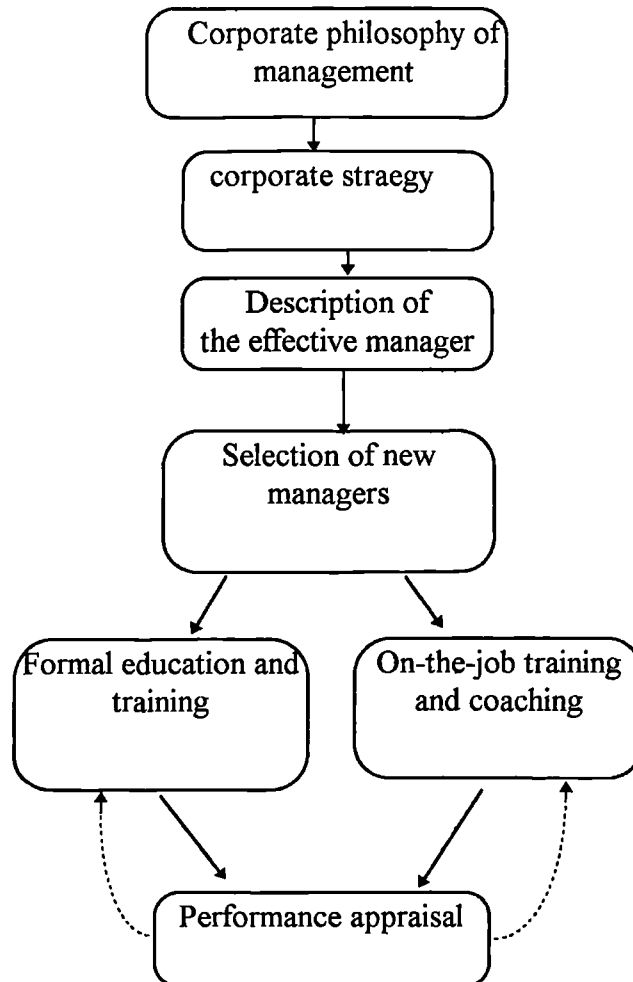 Corporate philosophy of
management
corporate straegy
Description of
the effective manager
Selection of new
managers
Formal education and
training
On-the-job training
and coaching
Performance appraisal